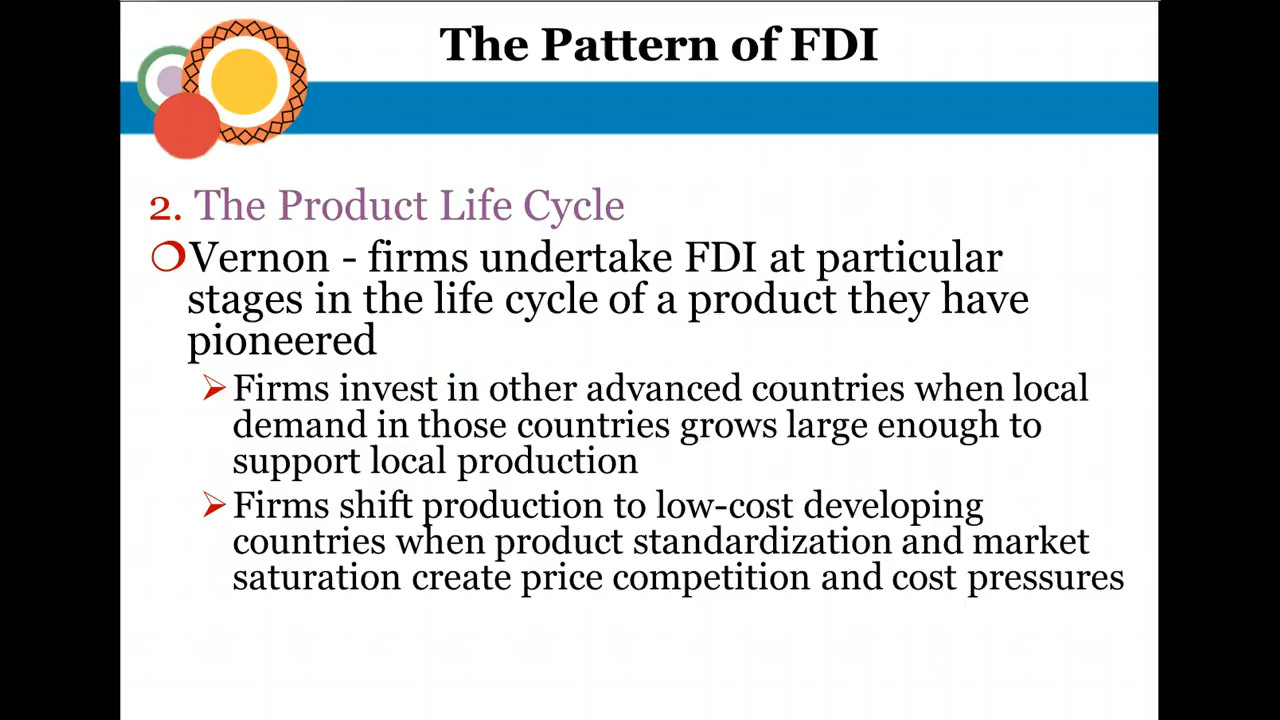 The Pattern of FDI
2. The Product Life Cycle
Vernon - firms undertake FDI at particular
stages in the life cycle of a product they have
pioneered
Firms invest in other advanced countries when local
demand in those countries grows large enough to
support local production
Firms shift production to low-cost developing
countries when product standardization and market
saturation create price competition and cost pressures